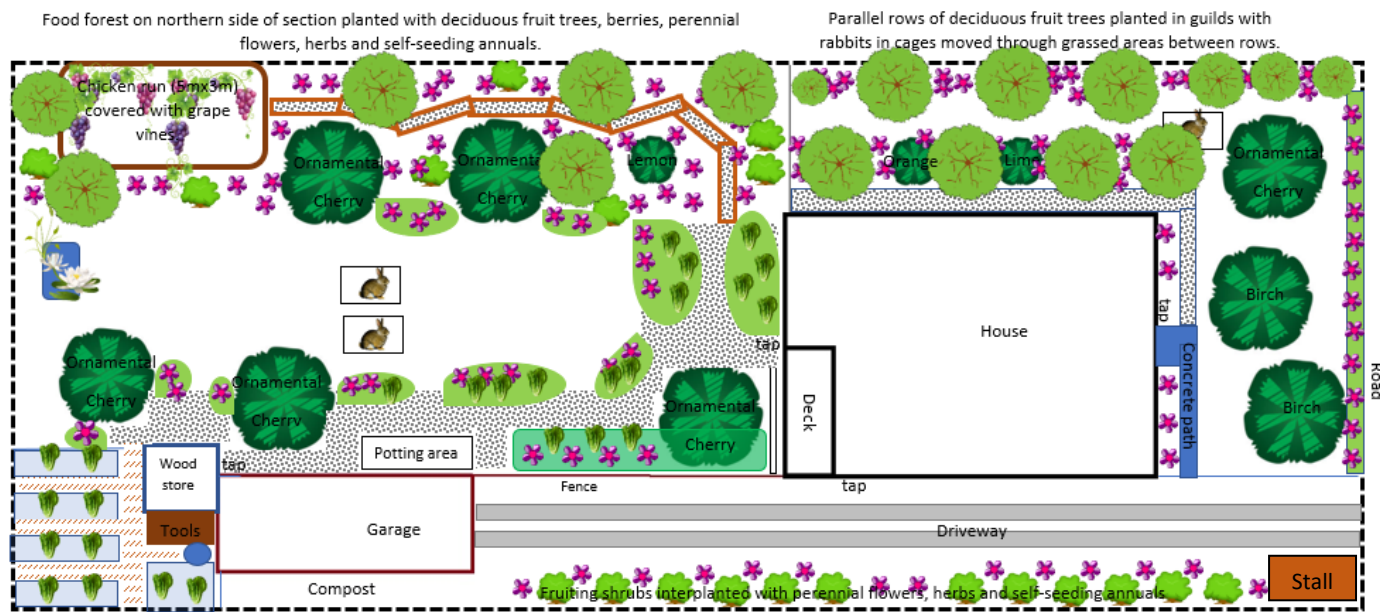 Food forest on northern side of section planted with deciduous fruit trees, berries, perennial
flowers, herbs and self-seeding annuals.
Parallel rows of deciduous fruit trees planted in guilds with
rabbits in cages moved through grassed areas between rows.
Chicken run (5mx3m)
covered with grape
vines
Ornamental
Cherry
Ornamental
Cherry
Lemon
Orange
Lime
Ornamental
Cherry
Birch
House
tap
tap
Concrete path
Road
Ornamental
Cherry
Ornamental
Cherry
Ornamental
Cherry
Deck
Birch
Potting area
Wood
store
tap
Fence
tap
Tools
Garage
Driveway
Compost
Fruiting shrubs interplanted with perennial flowers, herbs and self-seeding annuals
Stall